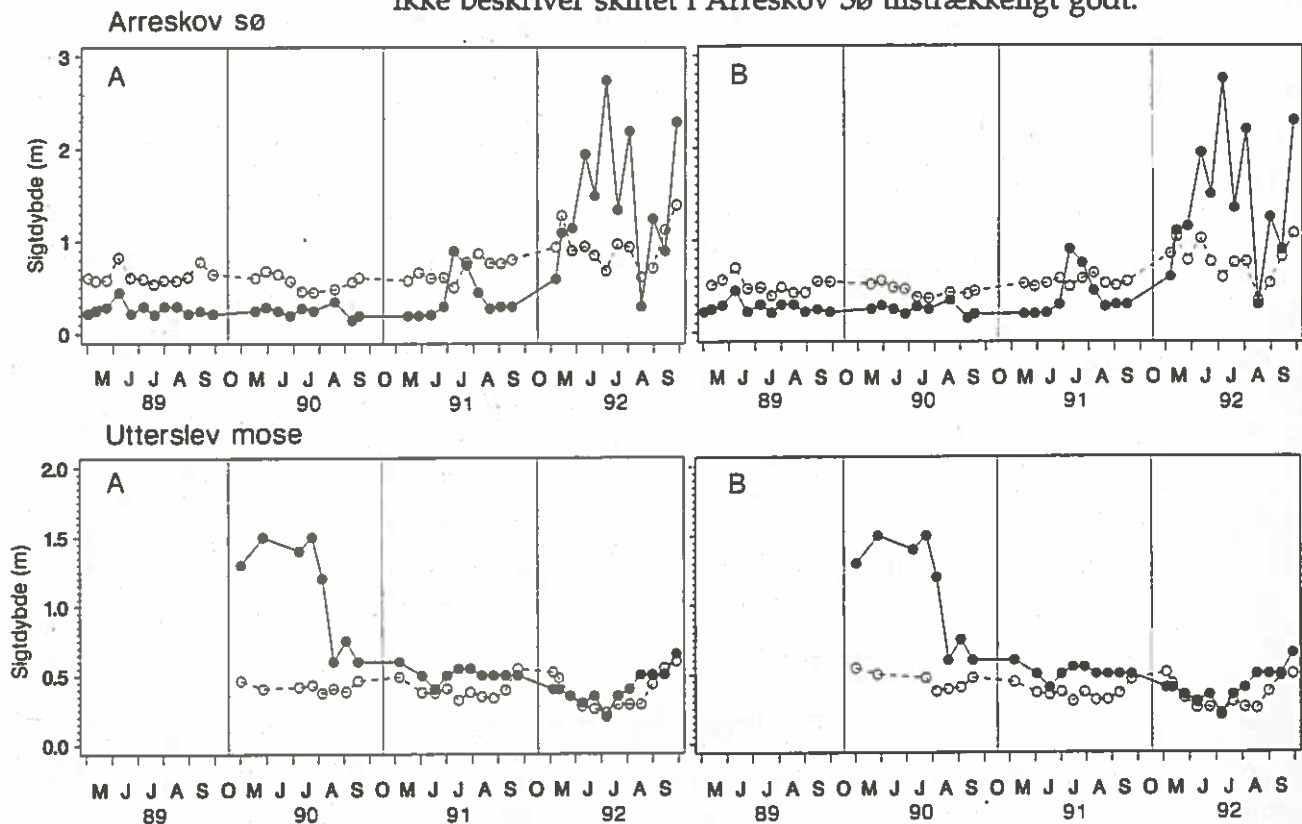 ikke beskriver skiftet i Arreskov Sø tilstrækkeligt godt.
Arreskov sø
A
B
Sigtdybde (m)
3
2
1
0
M J J A S O M J J A S O M J J A S O M J J A S
89 90 91 92
M J J A S O M J J A S O M J J A S O M J J A S
89 90 91 92
Utterslev mose
A
B
Sigtdybde (m)
2.0
1.5
1.0
0.5
0.0
M J J A S O M J J A S O M J J A S O M J J A S
89 90 91 92
M J J A S O M J J A S O M J J A S O M J J A S
89 90 91 92